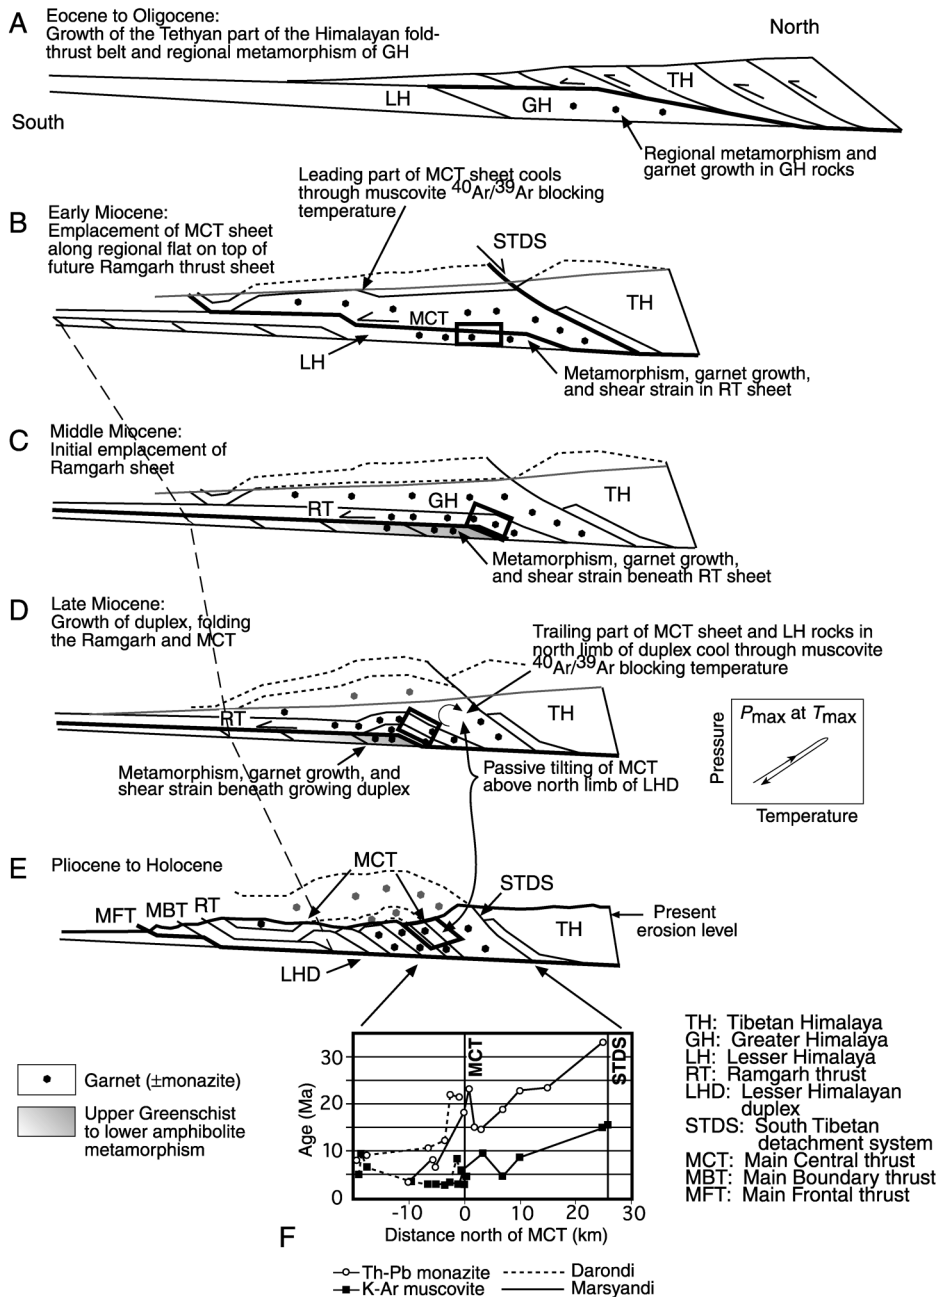 A
Eocene to Oligocene:
Growth of the Tethyan part of the Himalayan fold-
thrust belt and regional metamorphism of GH
North
South
LH
GH
TH
Regional metamorphism and
garnet growth in GH rocks
Leading part of MCT sheet cools
through muscovite 40Ar/39Ar blocking
temperature
B
Early Miocene:
Emplacement of MCT sheet
along regional flat on top of
future Ramgarh thrust sheet
STDS
TH
MCT
LH
Metamorphism, garnet growth,
and shear strain in RT sheet
C
Middle Miocene:
Initial emplacement of
Ramgarh sheet
RT
GH
TH
Metamorphism, garnet growth,
and shear strain beneath RT sheet
D
Late Miocene:
Growth of duplex, folding
the Ramgarh and MCT
Trailing part of MCT sheet and LH rocks in
north limb of duplex cool through muscovite
40Ar/39Ar blocking temperature
RT
TH
Metamorphism, garnet growth, and
shear strain beneath growing duplex
Passive tilting of MCT
above north limb of LHD
Pmax at Tmax
Pressure
Temperature
E
Pliocene to Holocene
MCT
STDS
MFT
MBT
RT
TH
Present
erosion level
LHD
Garnet (±monazite)
Upper Greenschist
to lower amphibolite
metamorphism
Age (Ma)
30
20
10
0
MCT
STDS
-10
0
10
20
30
Distance north of MCT (km)
F
Th-Pb monazite
K-Ar muscovite
Darondi
Marsyandi
TH: Tibetan Himalaya
GH: Greater Himalaya
LH: Lesser Himalaya
RT: Ramgarh thrust
LHD: Lesser Himalayan
duplex
STDS: South Tibetan
detachment system
MCT: Main Central thrust
MBT: Main Boundary thrust
MFT: Main Frontal thrust